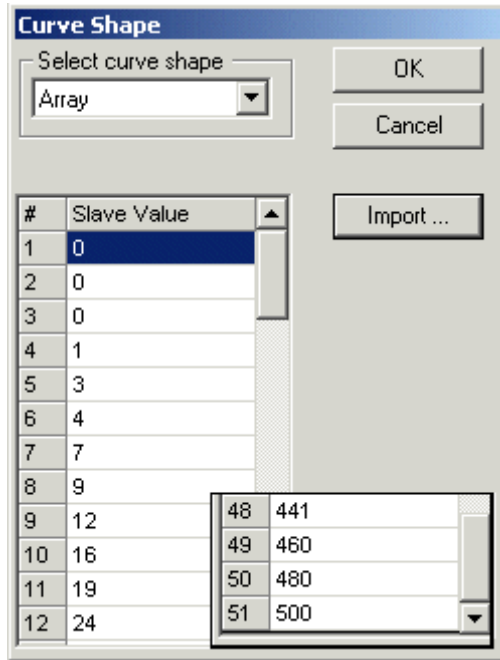 Curve Shape
Select curve shape
Array
OK
Cancel
Import ...
# Slave Value
1 0
2 0
3 0
4 1
5 3
6 4
7 7
8 9
9 12
10 16
11 19
12 24
48 441
49 460
50 480
51 500